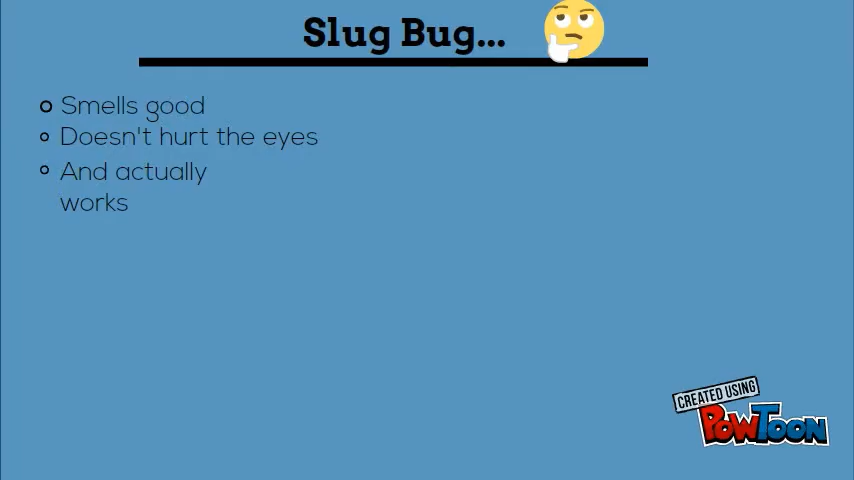 Slug Bug...
Smells good
Doesn't hurt the eyes
And actually
works
CREATED USING
POWTOON